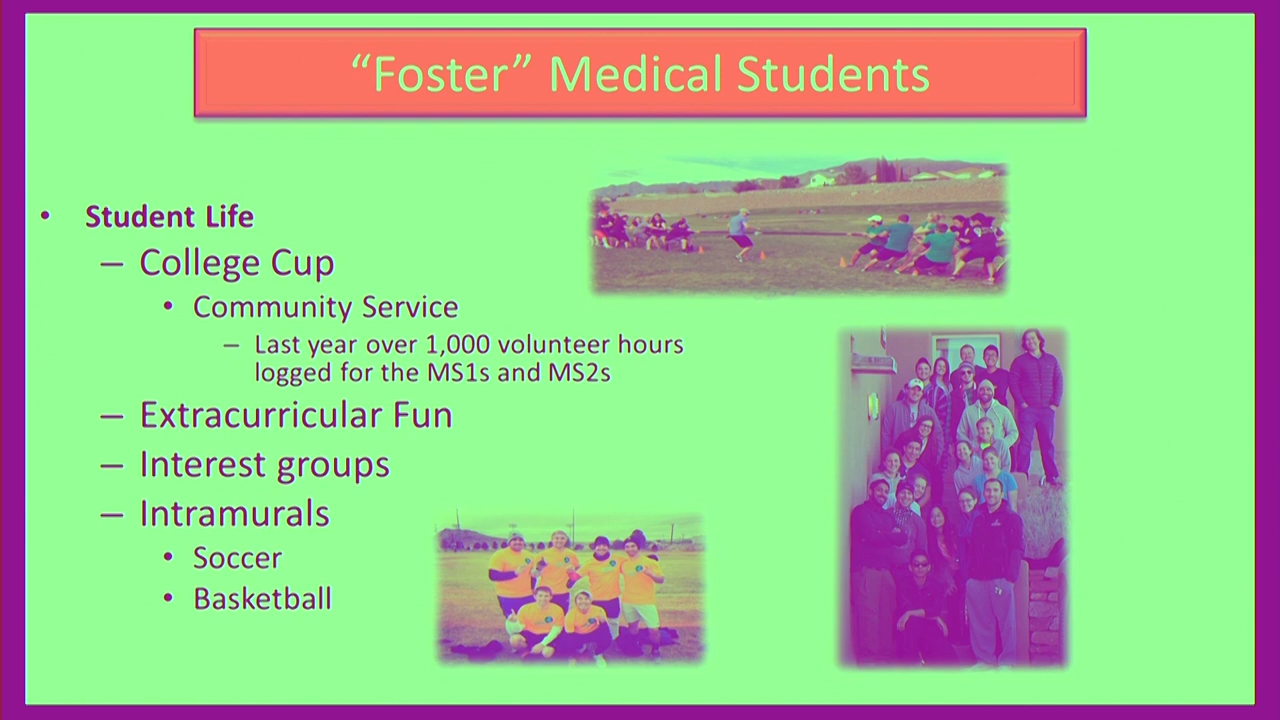 “Foster” Medical Students
• Student Life
– College Cup
• Community Service
– Last year over 1,000 volunteer hours
logged for the MS1s and MS2s
– Extracurricular Fun
– Interest groups
– Intramurals
• Soccer
• Basketball